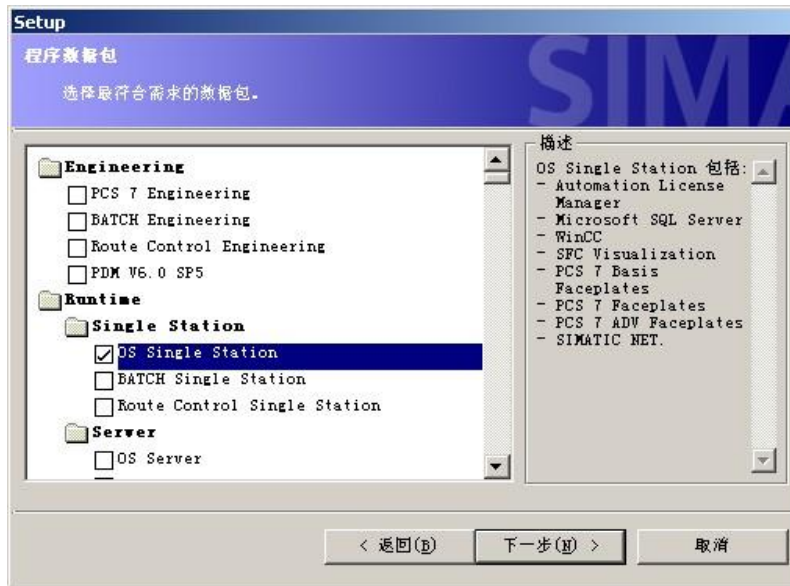 Setup
程序数据包
选择最符合需求的数据包。
SIMA
Engineering
PCS 7 Engineering
BATCH Engineering
Route Control Engineering
PDM V6.0 SP5
Runtime
Single Station
OS Single Station
BATCH Single Station
Route Control Single Station
Server
OS Server
描述
OS Single Station 包括:
- Automation License
Manager
- Microsoft SQL Server
- WinCC
- SFC Visualization
- PCS 7 Basis
Faceplates
- PCS 7 Faceplates
- PCS 7 ADV Faceplates
- SIMATIC NET.
< 返回(B)
下一步(N) >
取消